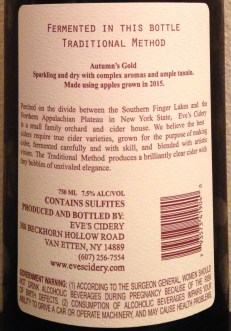 FERMENTED IN THIS BOTTLE
TRADITIONAL METHOD
Autumn's Gold
Sparkling and dry with complex aromas and ample tannin.
Made using apples grown in 2015.
Perched on the divide between the Southern Finger Lakes and the
Northern Appalachian Plateau in New York State, Eve's Cidery
is a small family orchard and cider house. We believe the best
ciders require true cider varieties, grown for the purpose of making
cider, fermented carefully and with skill, and blended with artistic
vision. The Traditional Method produces a brilliantly clear cider with
tiny bubbles of unrivaled elegance.
750 ML 7.5% ALC/VOL
CONTAINS SULFITES
PRODUCED AND BOTTLED BY:
EVE'S CIDERY
308 BECKHORN HOLLOW ROAD
VAN ETTEN, NY 14889
(607) 256-7554
www.evescidery.com
GOVERNMENT WARNING: (1) ACCORDING TO THE SURGEON GENERAL, WOMEN SHOULD
NOT DRINK ALCOHOLIC BEVERAGES DURING PREGNANCY BECAUSE OF THE RISK
OF BIRTH DEFECTS. (2) CONSUMPTION OF ALCOHOLIC BEVERAGES IMPAIRS YOUR
ABILITY TO DRIVE A CAR OR OPERATE MACHINERY, AND MAY CAUSE HEALTH PROBLEMS